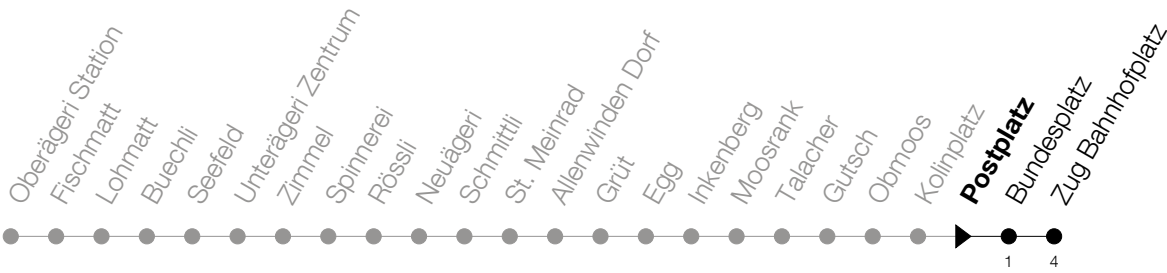 Oberägeri Station
Fischmatt
Lohmatt
Buechli
Seefeld
Unterägeri Zentrum
Zimmel
Spinnerei
Rössli
Neuägeri
Schmittli
St. Meinrad
Allenwinden Dorf
Grüt
Egg
Inkenberg
Moosrank
Talacher
Gutsch
Obmoos
Kolinplatz
Postplatz
Bundesplatz
Zug Bahnhofplatz
1
4